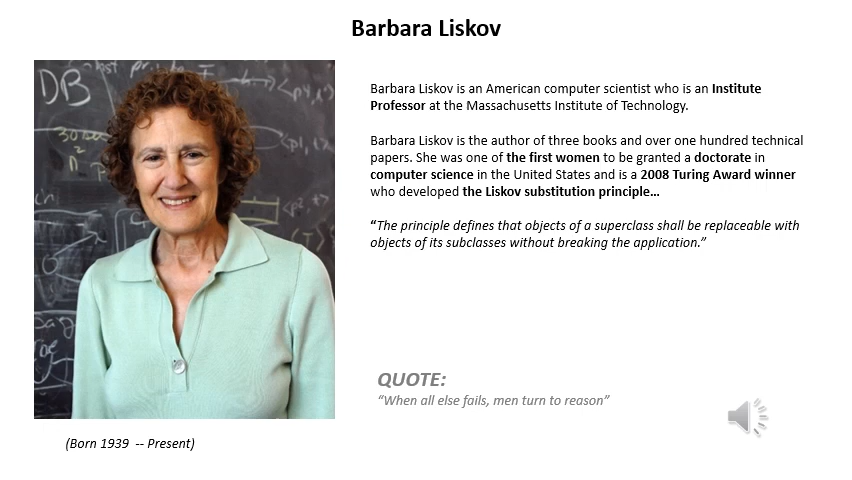 Barbara Liskov
Barbara Liskov is an American computer scientist who is an Institute
Professor at the Massachusetts Institute of Technology.
Barbara Liskov is the author of three books and over one hundred technical
papers. She was one of the first women to be granted a doctorate in
computer science in the United States and is a 2008 Turing Award winner
who developed the Liskov substitution principle...
“The principle defines that objects of a superclass shall be replaceable with
objects of its subclasses without breaking the application.”
QUOTE:
“When all else fails, men turn to reason”
(Born 1939 -- Present)
DB